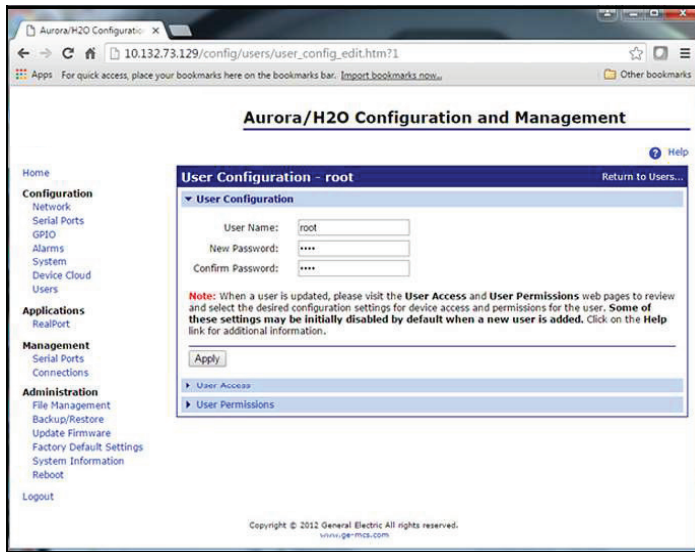 Aurora/H2O Configuratio
10.132.73.129/config/users/user_config_edit.htm?1
Apps For quick access, place your bookmarks here on the bookmarks bar. Import bookmarks now... Other bookmarks
Aurora/H2O Configuration and Management
Help
Home
Configuration
Network
Serial Ports
GPIO
Alarms
System
Device Cloud
Users
Applications
RealPort
Management
Serial Ports
Connections
Administration
File Management
Backup/Restore
Update Firmware
Factory Default Settings
System Information
Reboot
Logout
User Configuration - root Return to Users...
User Configuration
User Name: root
New Password: ••••
Confirm Password: ••••
Note: When a user is updated, please visit the User Access and User Permissions web pages to review
and select the desired configuration settings for device access and permissions for the user. Some of
these settings may be initially disabled by default when a new user is added. Click on the Help
link for additional information.
Apply
User Access
User Permissions
Copyright © 2012 General Electric All rights reserved.
www.ge-mcs.com